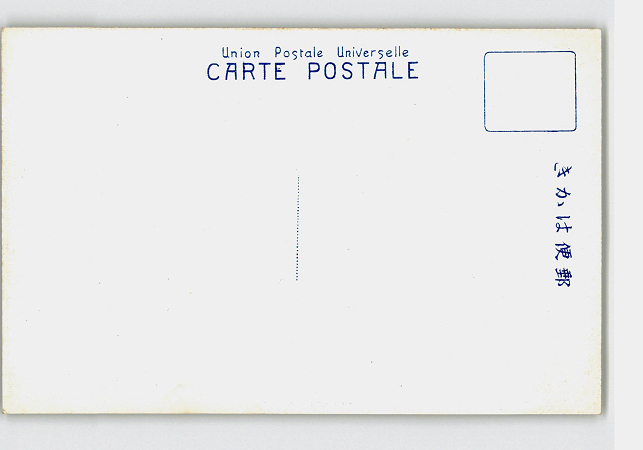 Union Postale Universelle
CARTE POSTALE
きかは便郵